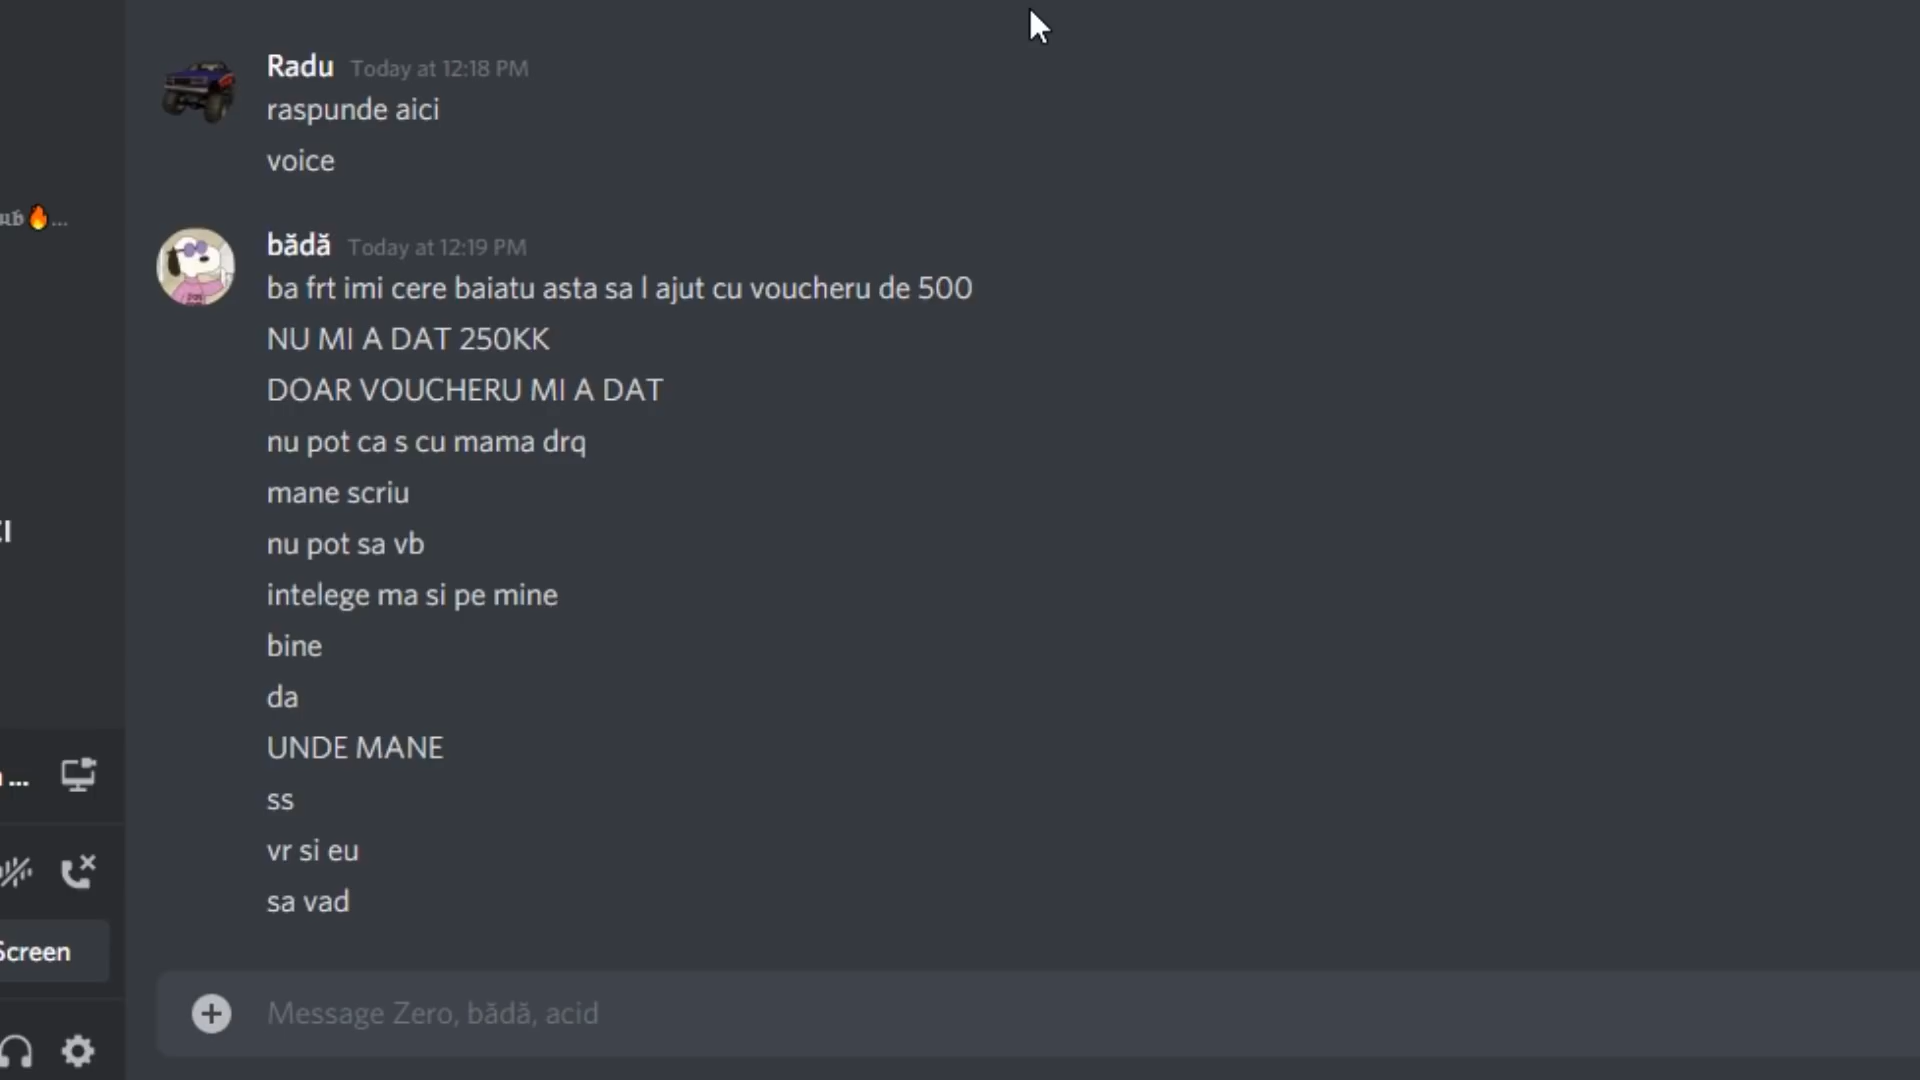 Radu Today at 12:18 PM
raspunde aici
voice
ub🔥...
bădă Today at 12:19 PM
ba frt imi cere baiatu asta sa l ajut cu voucheru de 500
NU MI A DAT 250KK
DOAR VOUCHERU MI A DAT
nu pot ca s cu mama drq
mane scriu
nu pot sa vb
intelege ma si pe mine
bine
da
UNDE MANE
ss
vr si eu
sa vad
Screen
Message Zero, bădă, acid